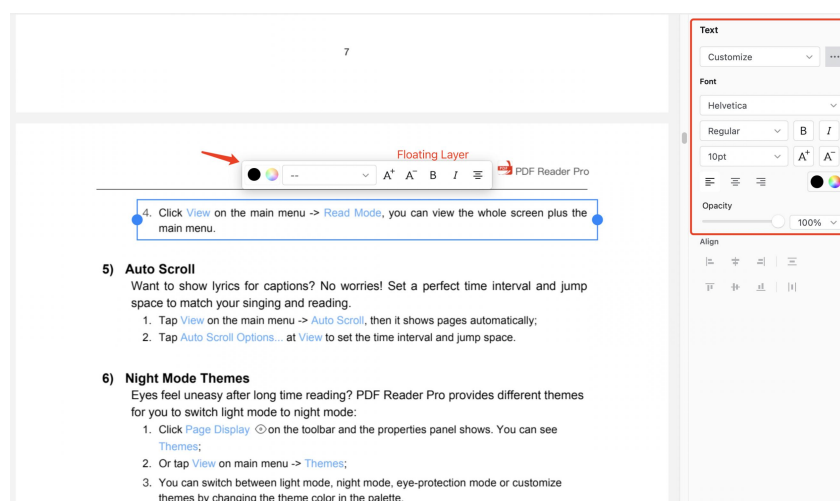 7
Floating Layer
--
A+ A- B I
PDF Reader Pro
4. Click View on the main menu -> Read Mode, you can view the whole screen plus the
main menu.
5) Auto Scroll
Want to show lyrics for captions? No worries! Set a perfect time interval and jump
space to match your singing and reading.
1. Tap View on the main menu -> Auto Scroll, then it shows pages automatically;
2. Tap Auto Scroll Options... at View to set the time interval and jump space.
6) Night Mode Themes
Eyes feel uneasy after long time reading? PDF Reader Pro provides different themes
for you to switch light mode to night mode:
1. Click Page Display on the toolbar and the properties panel shows. You can see
Themes;
2. Or tap View on main menu -> Themes;
3. You can switch between light mode, night mode, eye-protection mode or customize
themes by changing the theme color in the palette.
Text
Customize
Font
Helvetica
Regular B I
10pt A+ A-
Opacity
100%
Align